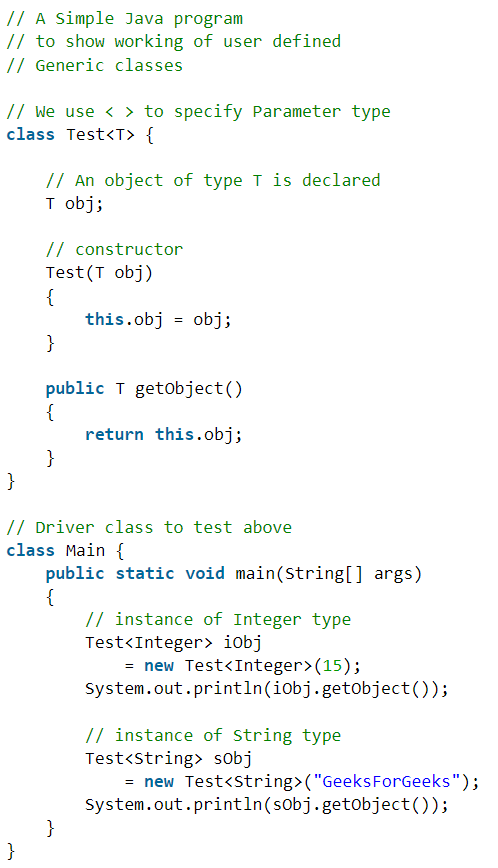 // A Simple Java program
// to show working of user defined
// Generic classes

// We use < > to specify Parameter type
class Test<T> {

    // An object of type T is declared
    T obj;

    // constructor
    Test(T obj)
    {
        this.obj = obj;
    }

    public T getObject()
    {
        return this.obj;
    }
}

// Driver class to test above
class Main {
    public static void main(String[] args)
    {
        // instance of Integer type
        Test<Integer> iObj
            = new Test<Integer>(15);
        System.out.println(iObj.getObject());

        // instance of String type
        Test<String> sObj
            = new Test<String>("GeeksForGeeks");
        System.out.println(sObj.getObject());
    }
}